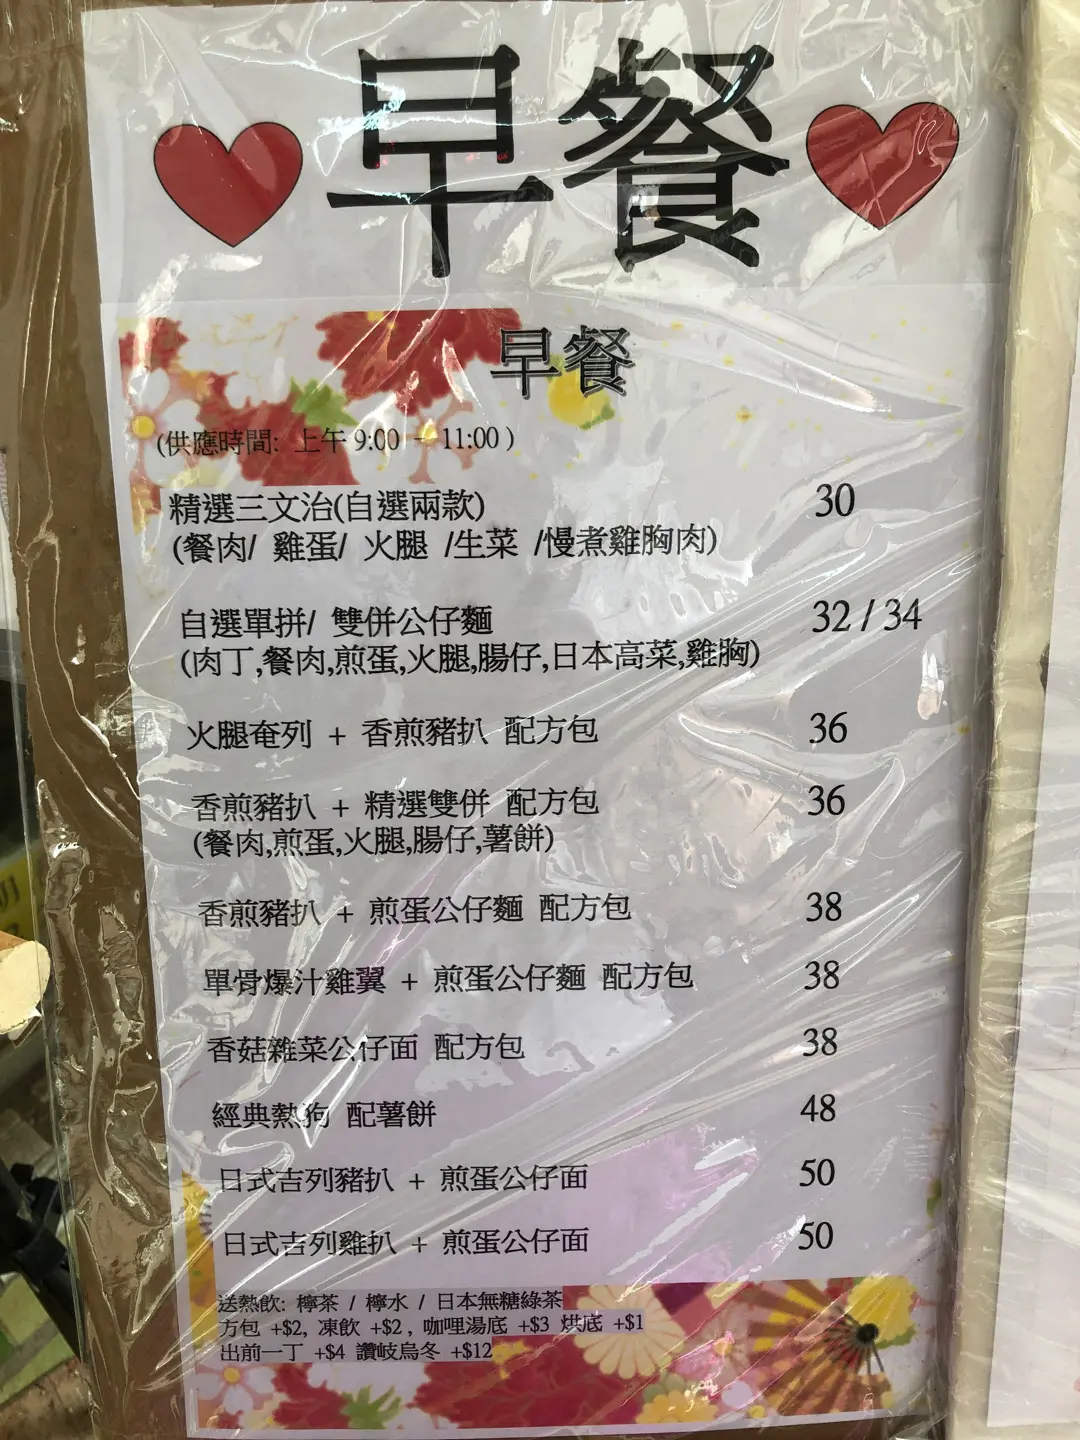 早餐
早餐
(供應時間: 上午 9:00 - 11:00 )
精選三文治(自選兩款) 30
(餐肉/ 雞蛋/ 火腿 /生菜 /慢煮雞胸肉)
自選單拼/ 雙併公仔麵 32 / 34
(肉丁,餐肉,煎蛋,火腿,腸仔,日本高菜,雞胸)
火腿奄列 + 香煎豬扒 配方包 36
香煎豬扒 + 精選雙併 配方包 36
(餐肉,煎蛋,火腿,腸仔,薯餅)
香煎豬扒 + 煎蛋公仔麵 配方包 38
單骨爆汁雞翼 + 煎蛋公仔麵 配方包 38
香菇雜菜公仔面 配方包 38
經典熱狗 配薯餅 48
日式吉列豬扒 + 煎蛋公仔面 50
日式吉列雞扒 + 煎蛋公仔面 50
送熱飲: 檸茶 / 檸水 / 日本無糖綠茶
方包 +$2, 凍飲 +$2 , 咖哩湯底 +$3 烘底 +$1
出前一丁 +$4 讚岐烏冬 +$12